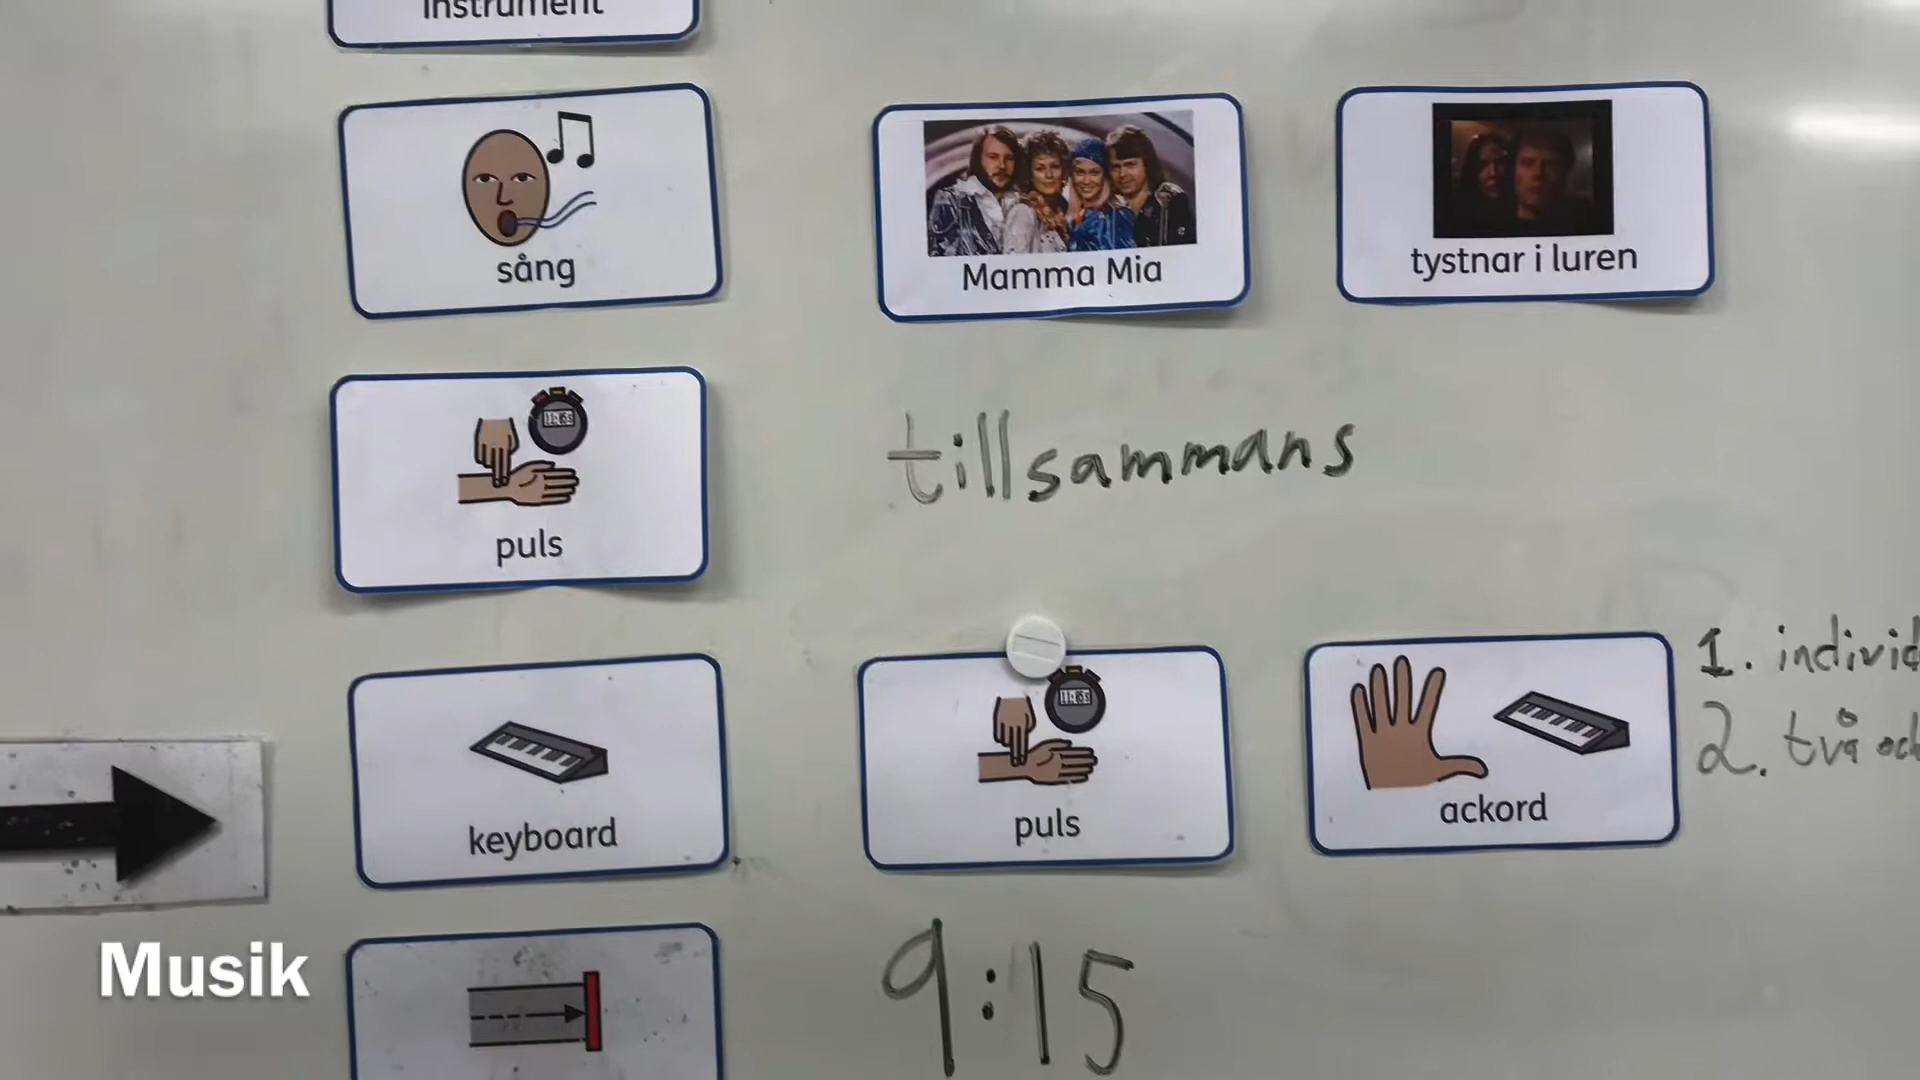 instrument
sång
Mamma Mia
tystnar i luren
puls
tillsammans
keyboard
puls
ackord
1. individ
2. två och
Musik
9:15